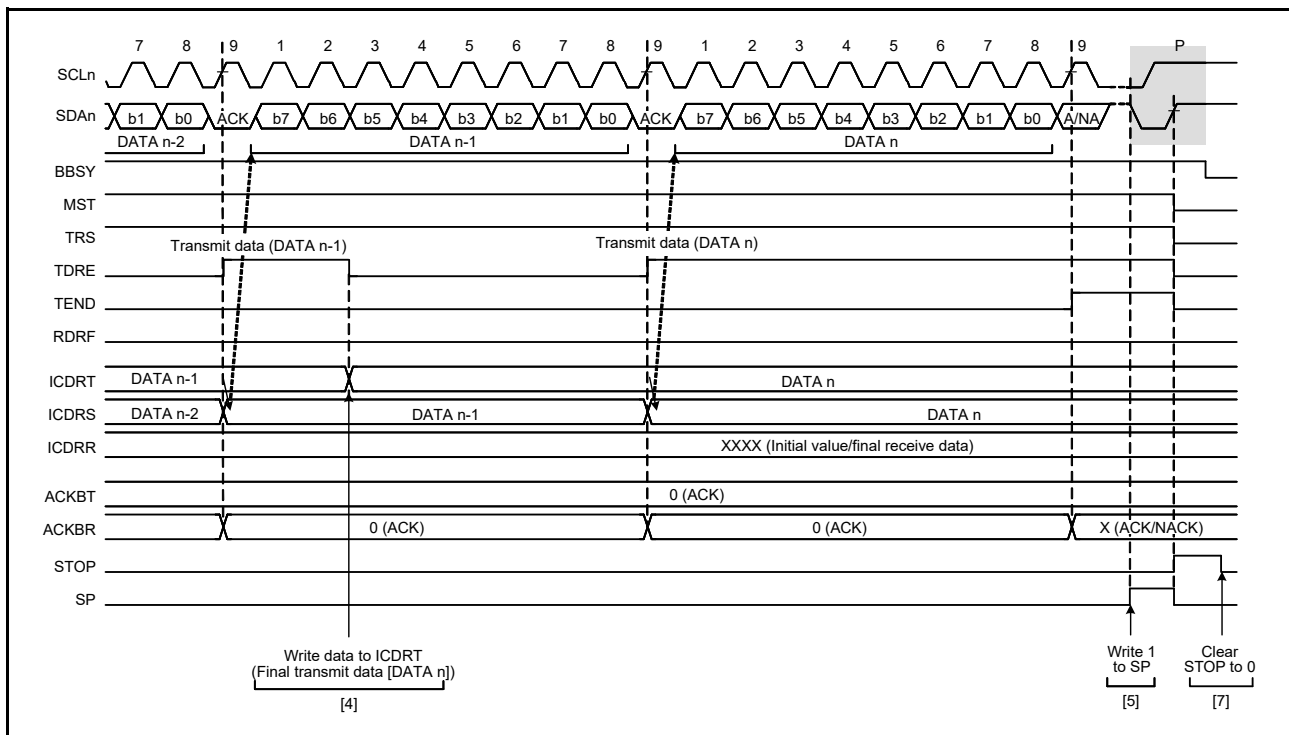 7 8 9 1 2 3 4 5 6 7 8 9 1 2 3 4 5 6 7 8 9 P
SCLn
SDAn b1 b0 ACK b7 b6 b5 b4 b3 b2 b1 b0 ACK b7 b6 b5 b4 b3 b2 b1 b0 A/NA
DATA n-2 DATA n-1 DATA n
BBSY
MST
TRS
Transmit data (DATA n-1) Transmit data (DATA n)
TDRE
TEND
RDRF
ICDRT DATA n-1 DATA n
ICDRS DATA n-2 DATA n-1 DATA n
ICDRR XXXX (Initial value/final receive data)
ACKBT 0 (ACK)
ACKBR 0 (ACK) 0 (ACK) X (ACK/NACK)
STOP
SP
Write data to ICDRT Write 1 Clear
(Final transmit data [DATA n]) to SP STOP to 0
[4] [5] [7]